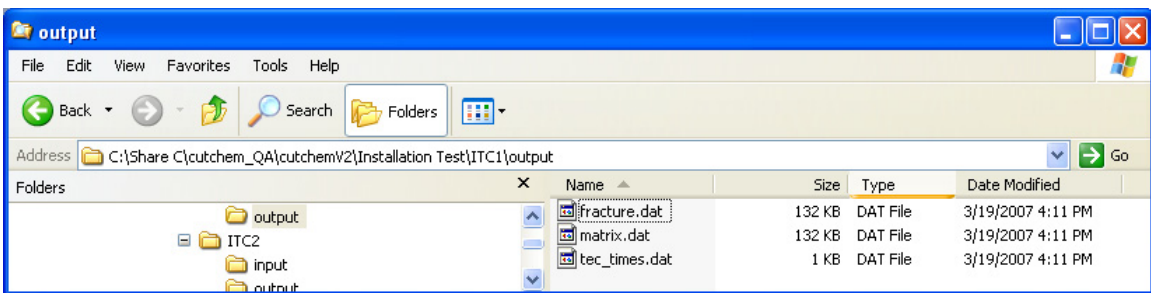 output
File Edit View Favorites Tools Help
Back Search Folders
Address C:\Share C\cutchem_QA\cutchemV2\Installation Test\ITC1\output Go
Folders Name Size Type Date Modified
output fracture.dat 132 KB DAT File 3/19/2007 4:11 PM
ITC2 matrix.dat 132 KB DAT File 3/19/2007 4:11 PM
input tec_times.dat 1 KB DAT File 3/19/2007 4:11 PM
output